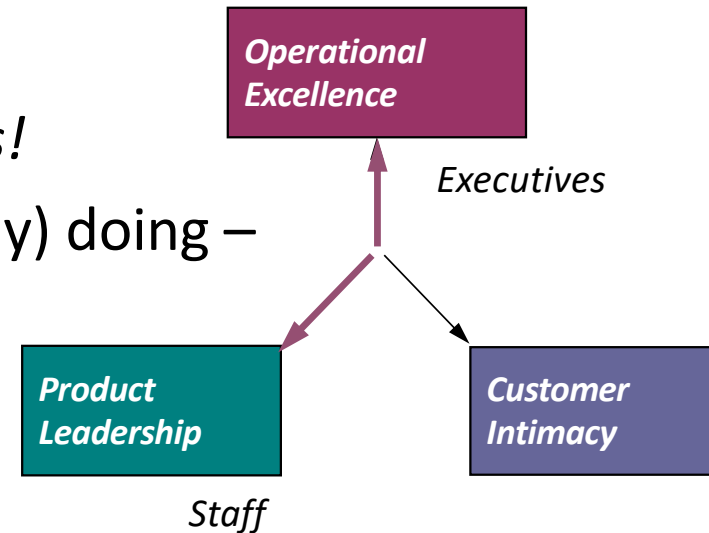 Operational
Excellence
s!
Executives
y) doing –
Product
Leadership
Customer
Intimacy
Staff